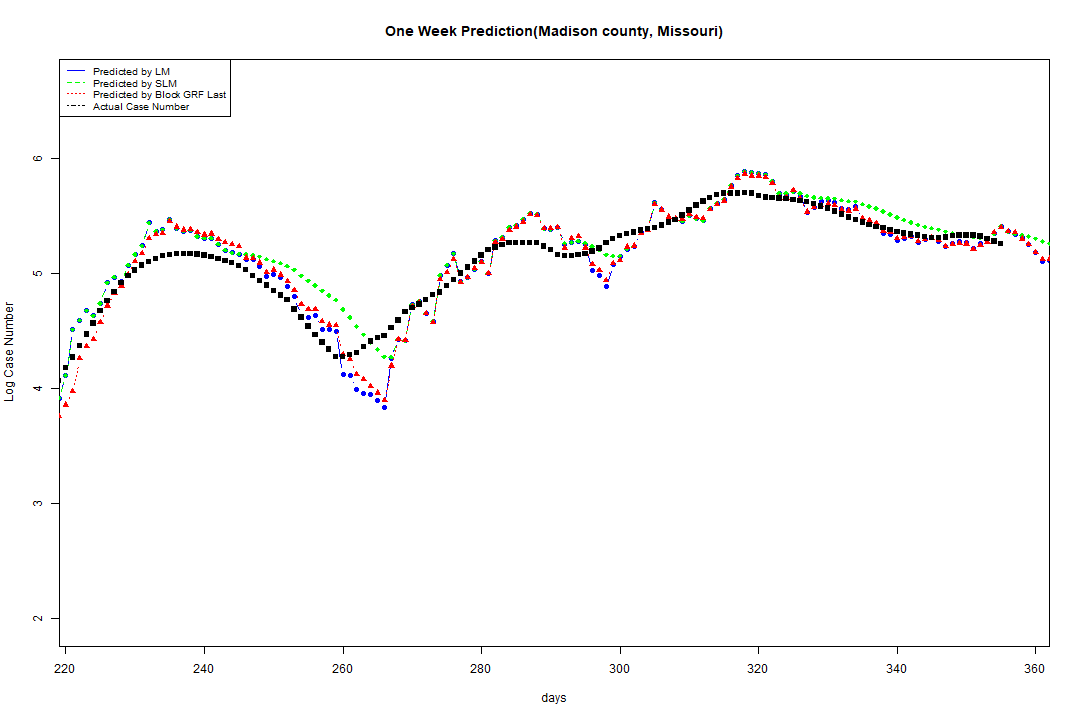 One Week Prediction(Madison county, Missouri)
Predicted by LM
Predicted by SLM
Predicted by Block GRF Last
Actual Case Number
6
5
4
3
2
Log Case Number
220 240 260 280 300 320 340 360
days